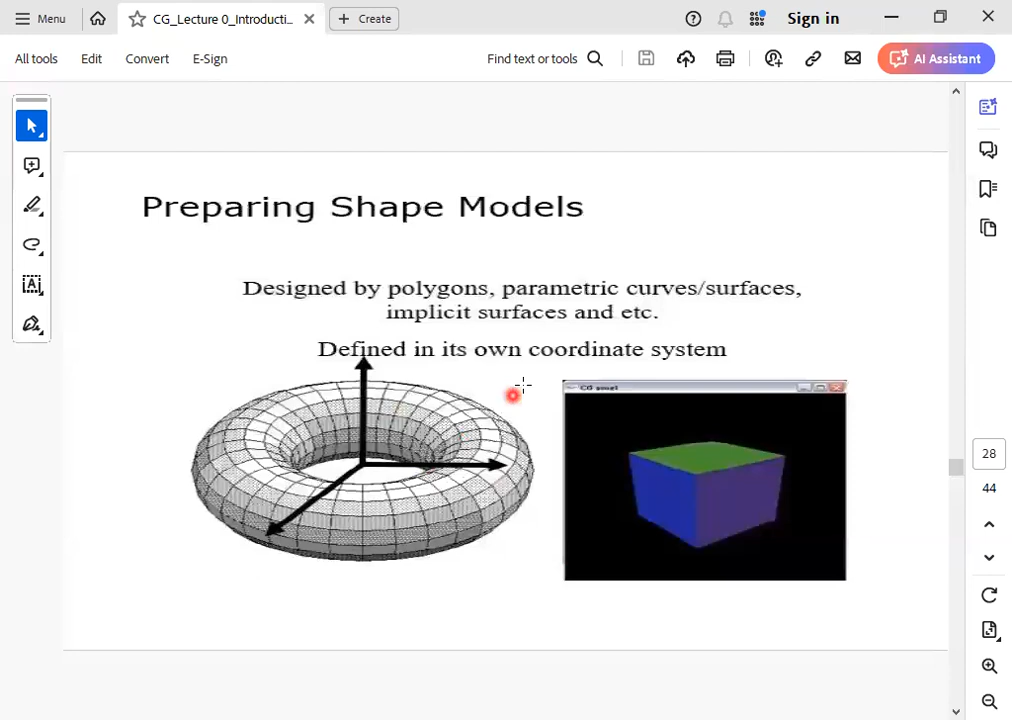 Menu
CG_Lecture 0_Introducti...
Create
Sign in
All tools
Edit
Convert
E-Sign
Find text or tools
AI Assistant
Preparing Shape Models
Designed by polygons, parametric curves/surfaces,
implicit surfaces and etc.
Defined in its own coordinate system
28
44